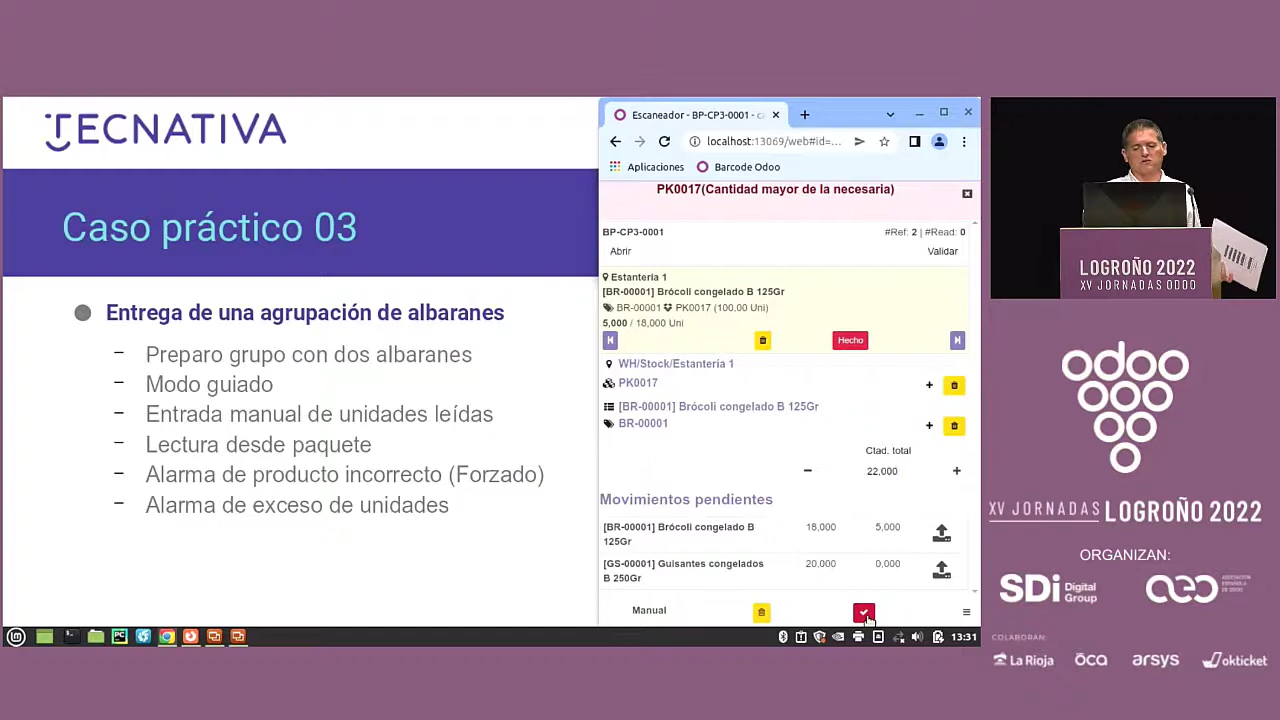 TECNATIVA
Caso práctico 03
Entrega de una agrupación de albaranes
Preparo grupo con dos albaranes
Modo guiado
Entrada manual de unidades leídas
Lectura desde paquete
Alarma de producto incorrecto (Forzado)
Alarma de exceso de unidades
Escaneador - BP-CP3-0001 - c
localhost:13069/web#id=...
Aplicaciones
Barcode Odoo
PK0017(Cantidad mayor de la necesaria)
BP-CP3-0001
#Ref: 2 | #Read: 0
Abrir
Validar
Estantería 1
[BR-00001] Brócoli congelado B 125Gr
BR-00001 PK0017 (100,00 Uni)
5,000 / 18,000 Uni
Hecho
WH/Stock/Estantería 1
PK0017
[BR-00001] Brócoli congelado B 125Gr
BR-00001
Ctad. total
22,000
Movimientos pendientes
[BR-00001] Brócoli congelado B 125Gr
18,000
5,000
[GS-00001] Guisantes congelados B 250Gr
20,000
0,000
Manual
13:31
LOGROÑO 2022
XV JORNADAS ODOO
odoo
XV JORNADAS LOGROÑO 2022
ORGANIZAN:
SDi Digital Group
aeo
ASOCIACIÓN ESPAÑOLA DE ODOO
COLABORAN:
La Rioja
ÖCA
arsys
okticket